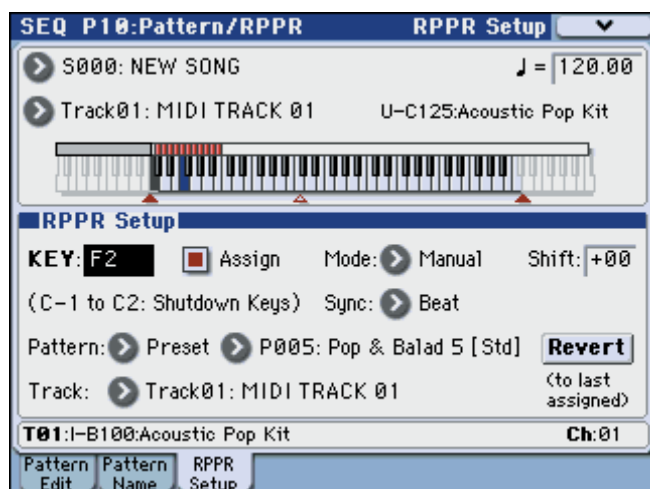 SEQ P10:Pattern/RPPR RPPR Setup
S000: NEW SONG ♩ = 120.00
Track01: MIDI TRACK 01 U-C125:Acoustic Pop Kit
RPPR Setup
KEY: F2 Assign Mode: Manual Shift: +00
(C-1 to C2: Shutdown Keys) Sync: Beat
Pattern: Preset P005: Pop & Balad 5 [Std] Revert
Track: Track01: MIDI TRACK 01 (to last
assigned)
T01:I-B100:Acoustic Pop Kit Ch:01
Pattern Pattern RPPR
Edit Name Setup